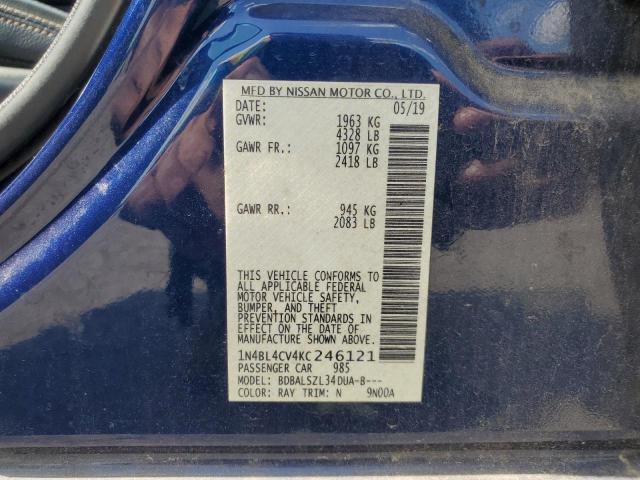 MFD BY NISSAN MOTOR CO., LTD.
DATE: 05/19
GVWR: 1963 KG
4328 LB
GAWR FR.: 1097 KG
2418 LB
GAWR RR.: 945 KG
2083 LB
THIS VEHICLE CONFORMS TO
ALL APPLICABLE FEDERAL
MOTOR VEHICLE SAFETY,
BUMPER, AND THEFT
PREVENTION STANDARDS IN
EFFECT ON THE DATE OF
MANUFACTURE SHOWN ABOVE.
1N4BL4CV4KC246121
PASSENGER CAR 985
MODEL: BDBALSZL34DUA-B---
COLOR: RAY TRIM: N 9N00A